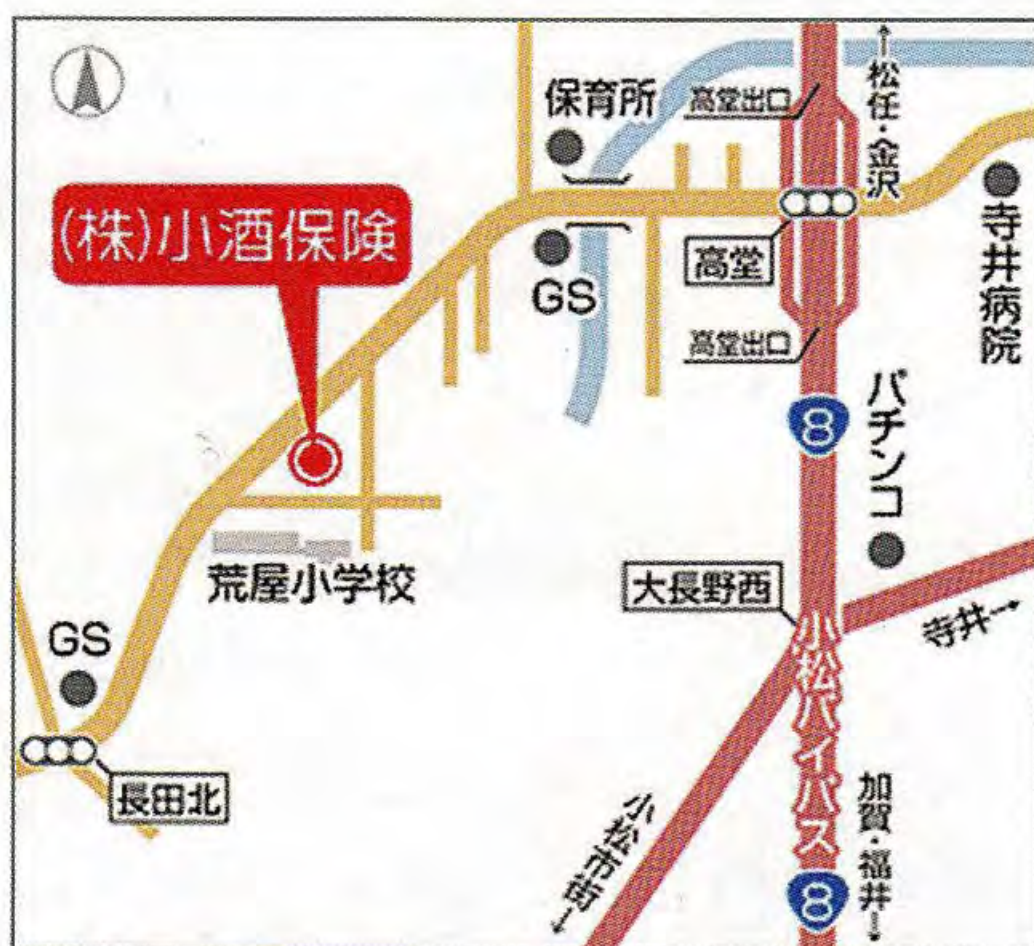 保育所
高堂出口
↑松任・金沢
(株)小酒保険
GS
高堂
寺井病院
高堂出口
8
パチンコ
荒屋小学校
大長野西
寺井→
GS
小松バイパス
長田北
小松市街↓
加賀・福井↓
8